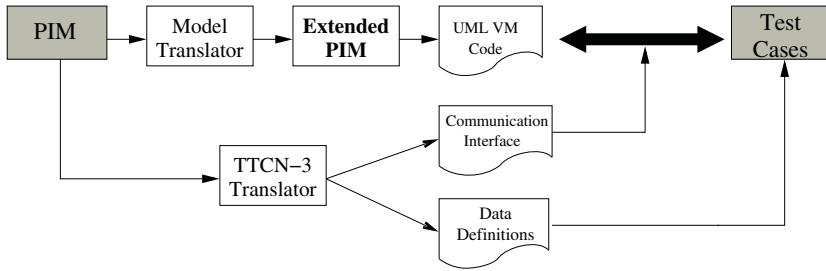 PIM
Model
Translator
Extended
PIM
UML VM
Code
Test
Cases
Communication
Interface
TTCN−3
Translator
Data
Definitions